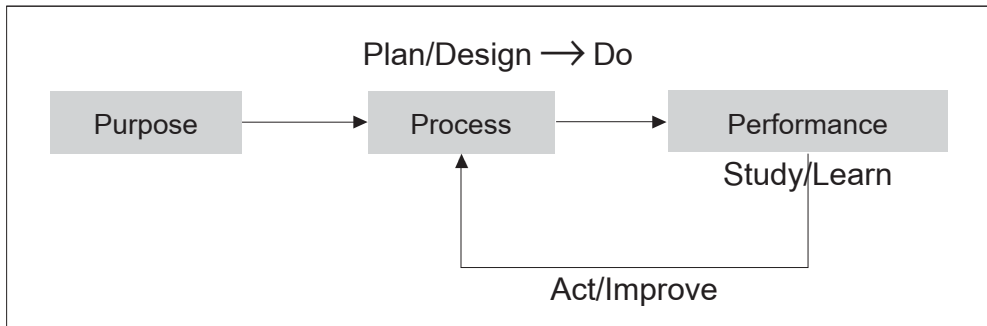 Plan/Design → Do
Purpose
Process
Performance
Study/Learn
Act/Improve